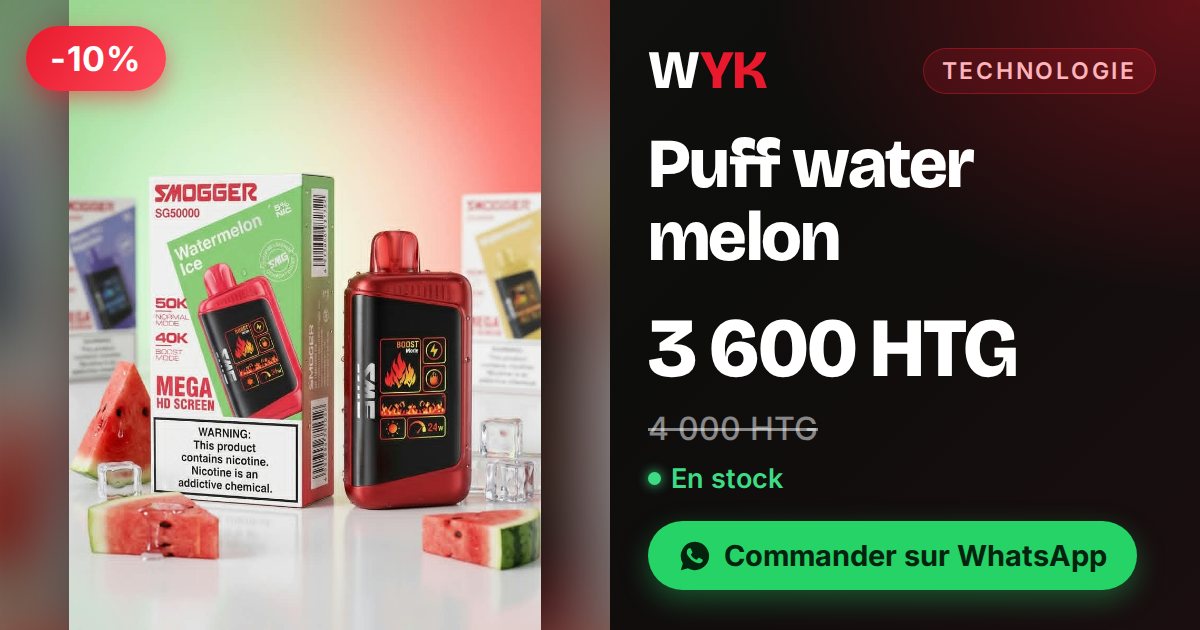 -10%
SMOGGER
SG50000
5%
NIC
Watermelon
Ice
SMG
50K
NORMAL
MODE
40K
BOOST
MODE
MEGA
HD SCREEN
SMOGGER
WARNING:
This product
contains nicotine.
Nicotine is an
addictive chemical.
BOOST
Mode
24w
WYK
TECHNOLOGIE
Puff water
melon
3 600 HTG
4 000 HTG
En stock
Commander sur WhatsApp